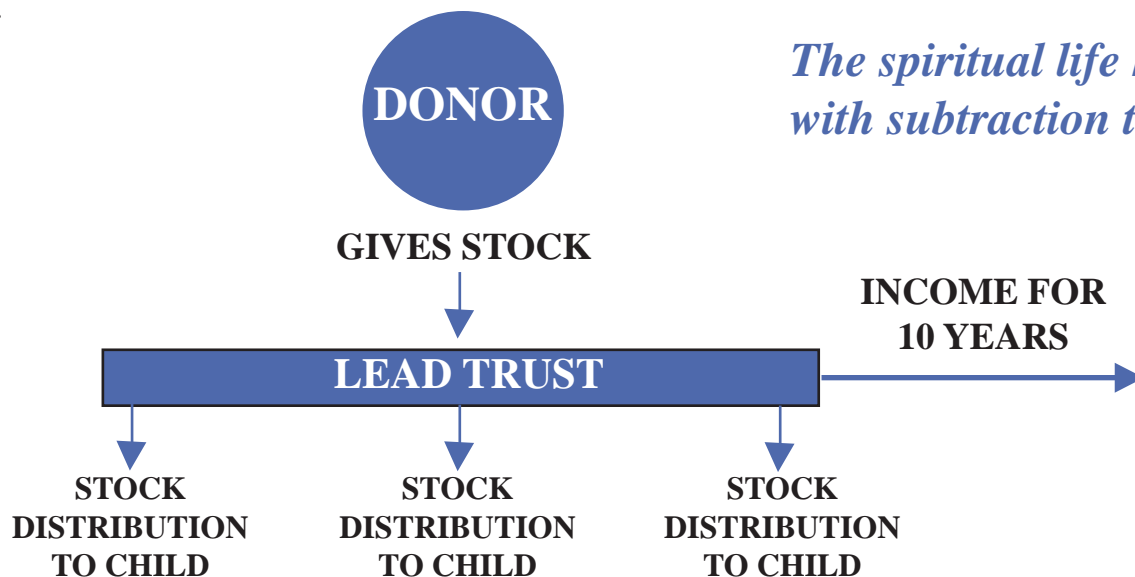 DONOR
The spiritual life
with subtraction
GIVES STOCK
INCOME FOR
10 YEARS
LEAD TRUST
STOCK
DISTRIBUTION
TO CHILD
STOCK
DISTRIBUTION
TO CHILD
STOCK
DISTRIBUTION
TO CHILD